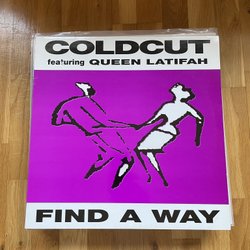 COLDCUT
featuring QUEEN LATIFAH
FIND A WAY